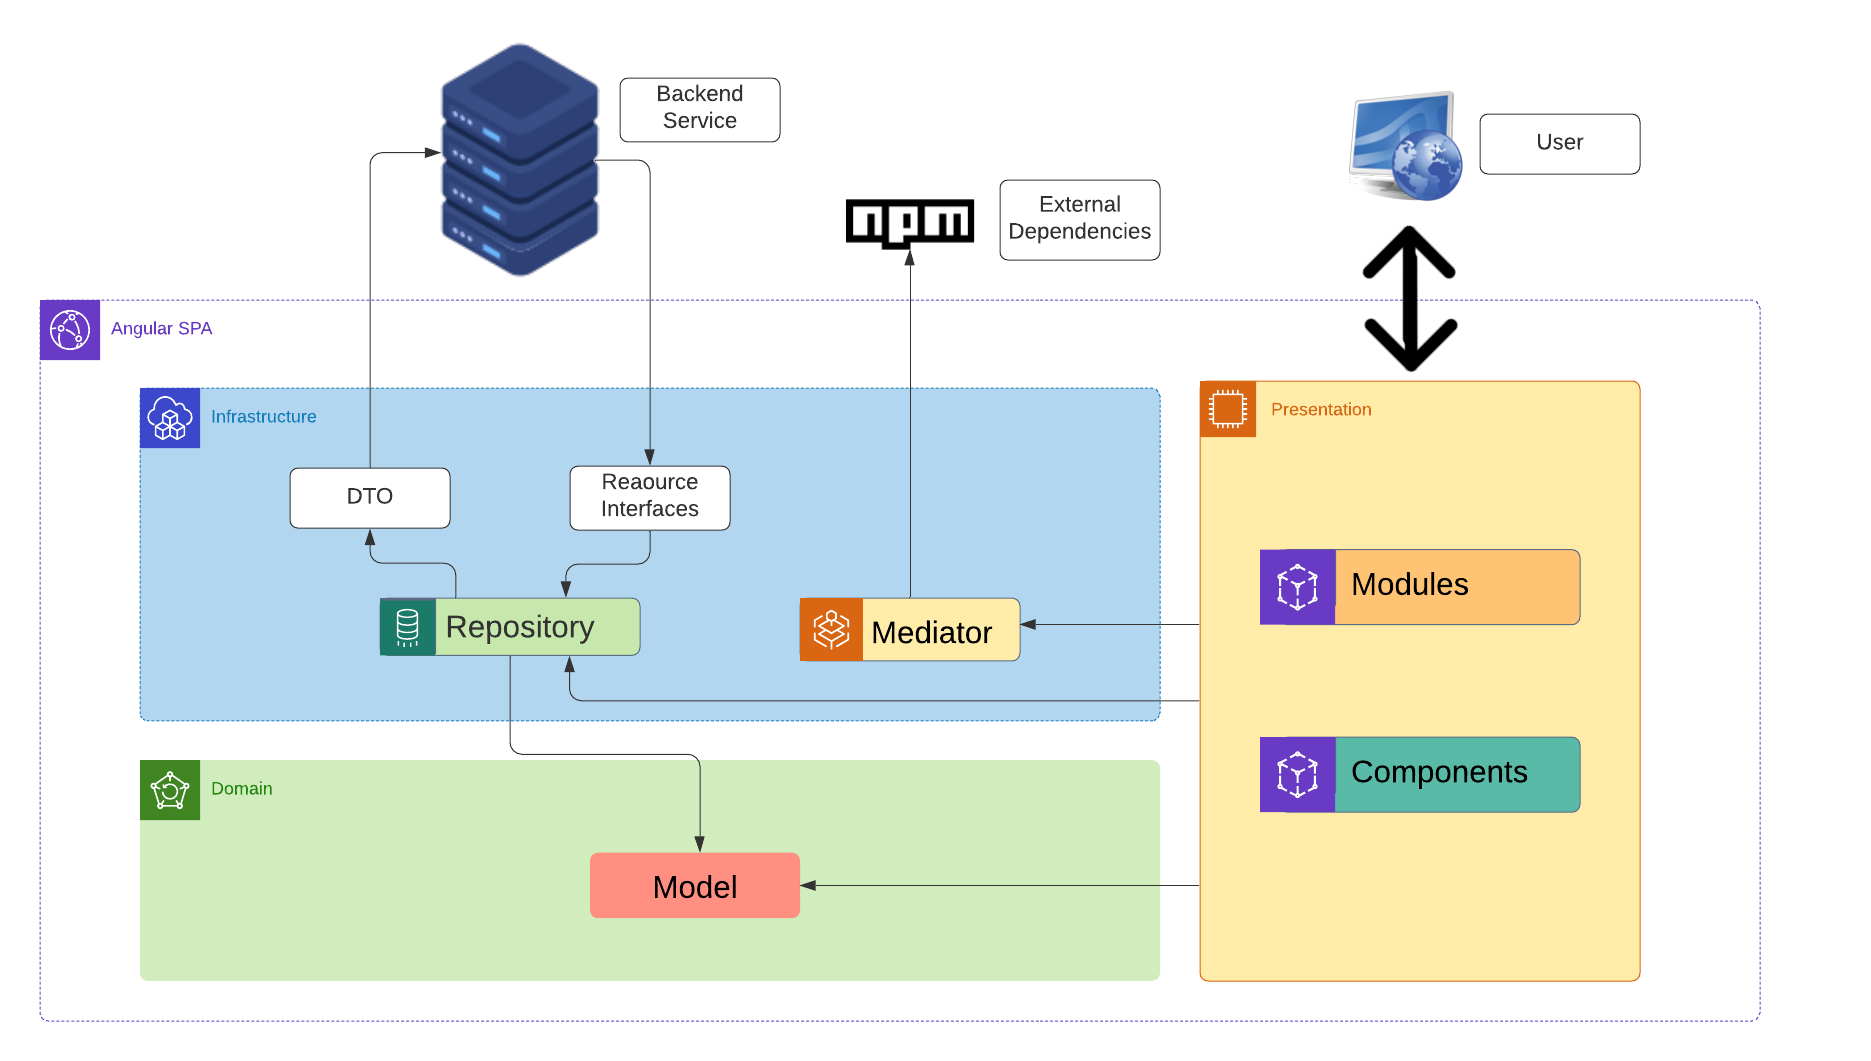 Backend
Service
User
External
Dependencies
npm
Angular SPA
Infrastructure
Presentation
DTO
Reaource
Interfaces
Modules
Repository
Mediator
Components
Domain
Model